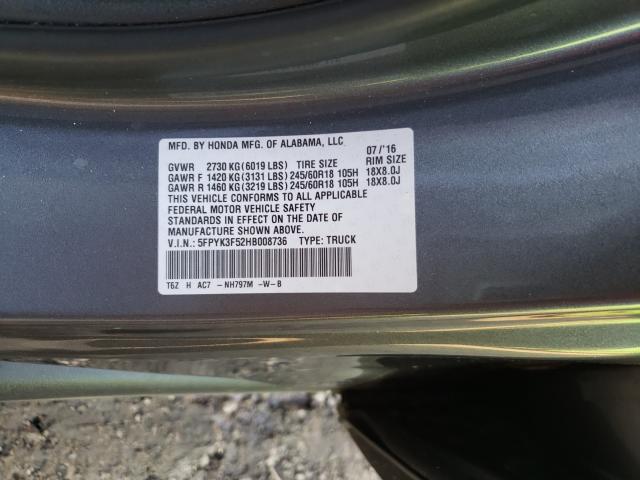 MFD. BY HONDA MFG. OF ALABAMA, LLC 07/'16
GVWR 2730 KG(6019 LBS) TIRE SIZE RIM SIZE
GAWR F 1420 KG(3131 LBS) 245/60R18 105H 18X8.0J
GAWR R 1460 KG(3219 LBS) 245/60R18 105H 18X8.0J
THIS VEHICLE CONFORMS TO ALL APPLICABLE
FEDERAL MOTOR VEHICLE SAFETY
STANDARDS IN EFFECT ON THE DATE OF
MANUFACTURE SHOWN ABOVE.
V.I.N.: 5FPYK3F52HB008736 TYPE: TRUCK
T6Z H AC7 -NH797M -W-B